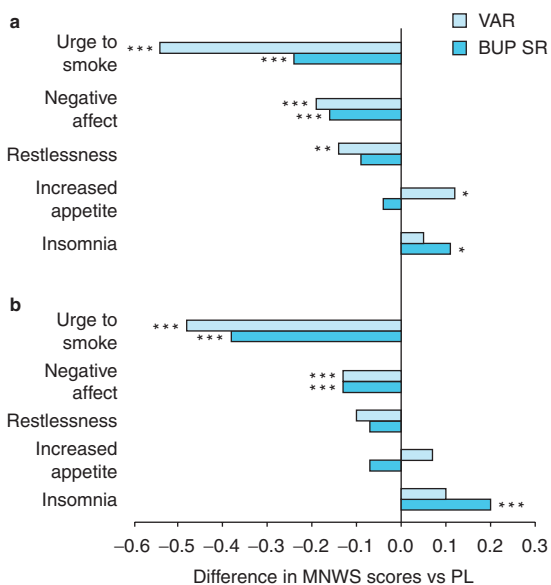 a
VAR
BUP SR
Urge to
smoke
***
***
Negative
affect
***
***
Restlessness
**
Increased
appetite
*
Insomnia
*
b
Urge to
smoke
***
***
Negative
affect
***
***
Restlessness
Increased
appetite
Insomnia
***
−0.6 −0.5 −0.4 −0.3 −0.2 −0.1 0.0 0.1 0.2 0.3
Difference in MNWS scores vs PL